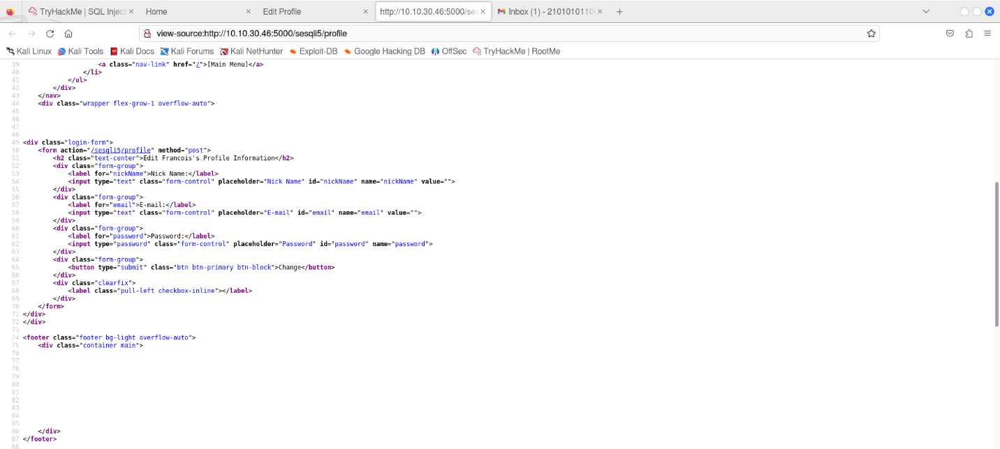 TryHackMe | SQL Inject
Home
Edit Profile
http://10.10.30.46:5000/ses
Inbox (1) - 2101010110
view-source:http://10.10.30.46:5000/sesqli5/profile
Kali Linux Kali Tools Kali Docs Kali Forums Kali NetHunter Exploit-DB Google Hacking DB OffSec TryHackMe | RootMe
39 <a class="nav-link" href="/">[Main Menu]</a>
40 </li>
41 </ul>
42 </div>
43 </nav>
44 <div class="wrapper flex-grow-1 overflow-auto">
45
46
47
48
49 <div class="login-form">
50 <form action="/sesqli5/profile" method="post">
51 <h2 class="text-center">Edit Francois's Profile Information</h2>
52 <div class="form-group">
53 <label for="nickName">Nick Name:</label>
54 <input type="text" class="form-control" placeholder="Nick Name" id="nickName" name="nickName" value="">
55 </div>
56 <div class="form-group">
57 <label for="email">E-mail:</label>
58 <input type="text" class="form-control" placeholder="E-mail" id="email" name="email" value="">
59 </div>
60 <div class="form-group">
61 <label for="password">Password:</label>
62 <input type="password" class="form-control" placeholder="Password" id="password" name="password">
63 </div>
64 <div class="form-group">
65 <button type="submit" class="btn btn-primary btn-block">Change</button>
66 </div>
67 <div class="clearfix">
68 <label class="pull-left checkbox-inline"></label>
69 </div>
70 </form>
71 </div>
72 </div>
73
74 <footer class="footer bg-light overflow-auto">
75 <div class="container main">
76
77
78
79
80
81
82
83
84
85
86 </div>
87 </footer>
88